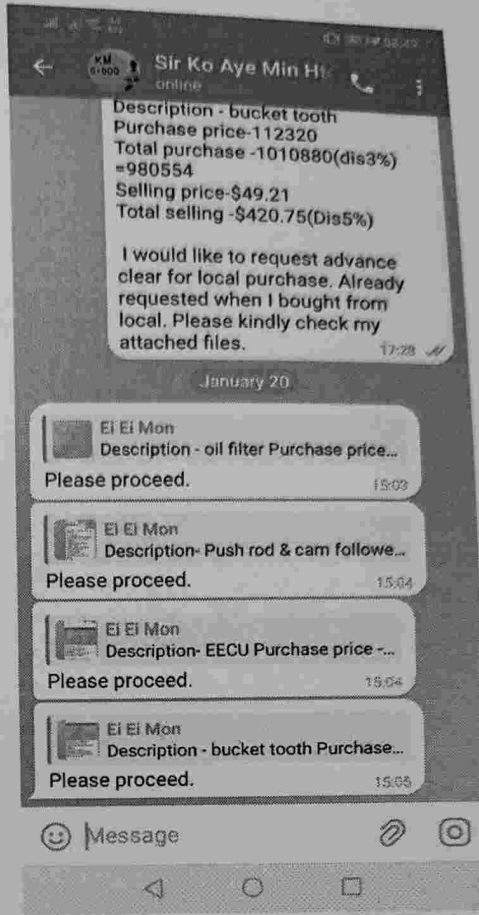 Sir Ko Aye Min
online
Description - bucket tooth
Purchase price-112320
Total purchase -1010880(dis3%)
=980554
Selling price-$49.21
Total selling -$420.75(Dis5%)
I would like to request advance
clear for local purchase. Already
requested when I bought from
local. Please kindly check my
attached files.
17:28
January 20
Ei Ei Mon
Description - oil filter Purchase price...
Please proceed.
15:03
Ei Ei Mon
Description- Push rod & cam followe...
Please proceed.
15:04
Ei Ei Mon
Description- EECU Purchase price -...
Please proceed.
15:04
Ei Ei Mon
Description - bucket tooth Purchase...
Please proceed.
15:05
Message